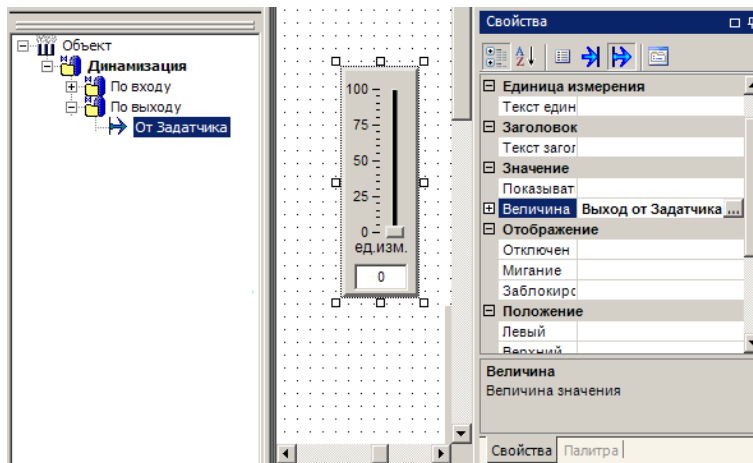 Объект
Динамизация
По входу
По выходу
От Задатчика
100
75
50
25
0
ед.изм.
0
Свойства
Единица измерения
Текст един
Заголовок
Текст загол
Значение
Показыват
Величина Выход от Задатчика ...
Отображение
Отключен
Мигание
Заблокирс
Положение
Левый
Верхний
Величина
Величина значения
Свойства Палитра